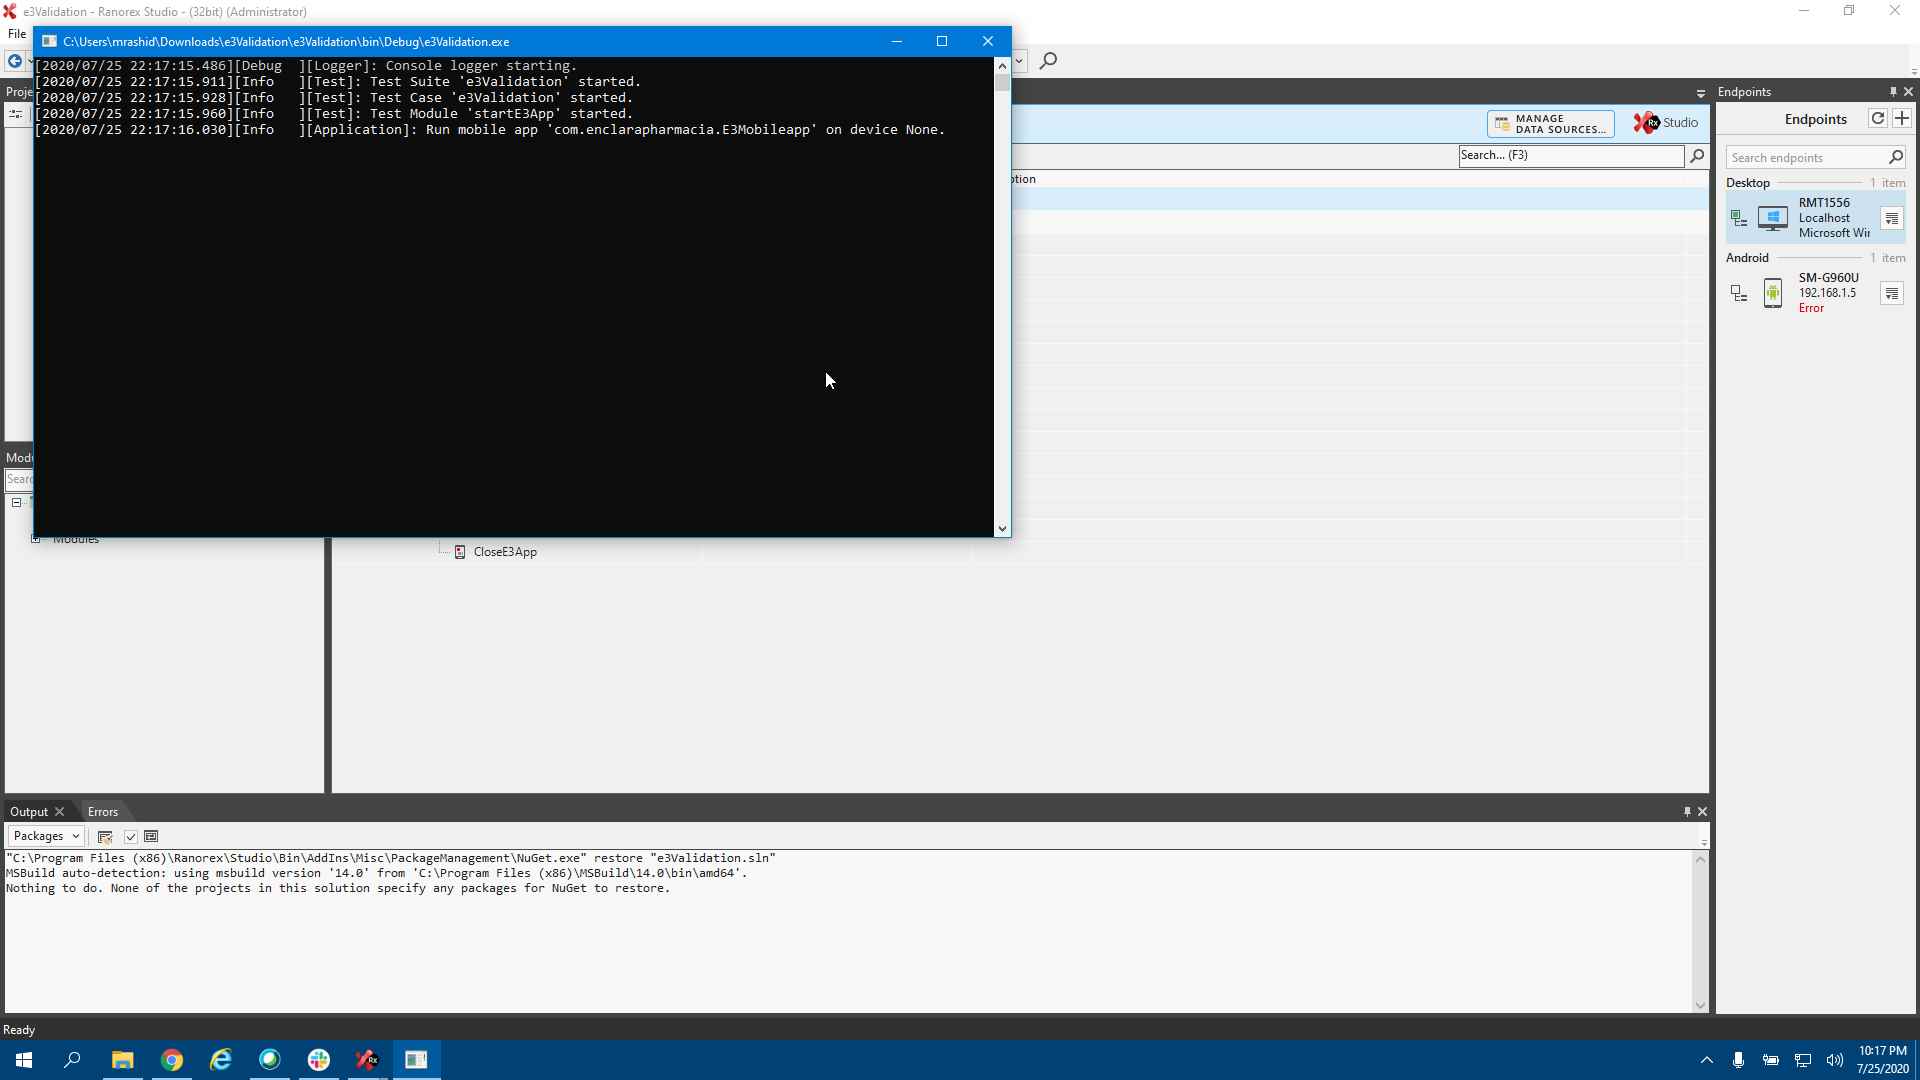 e3Validation - Ranorex Studio - (32bit) (Administrator)
File
C:\Users\mrashid\Downloads\e3Validation\e3Validation\bin\Debug\e3Validation.exe
[2020/07/25 22:17:15.486][Debug  ][Logger]: Console logger starting.
[2020/07/25 22:17:15.911][Info   ][Test]: Test Suite 'e3Validation' started.
[2020/07/25 22:17:15.928][Info   ][Test]: Test Case 'e3Validation' started.
[2020/07/25 22:17:15.960][Info   ][Test]: Test Module 'startE3App' started.
[2020/07/25 22:17:16.030][Info   ][Application]: Run mobile app 'com.enclarapharmacia.E3Mobileapp' on device None.
Proje
MANAGE
DATA SOURCES...
Rx Studio
Search... (F3)
ption
Modu
Searc
Modules
CloseE3App
Endpoints
Endpoints
Search endpoints
Desktop 1 item
RMT1556
Localhost
Microsoft Wir
Android 1 item
SM-G960U
192.168.1.5
Error
Output
Errors
Packages
"C:\Program Files (x86)\Ranorex\Studio\Bin\AddIns\Misc\PackageManagement\NuGet.exe" restore "e3Validation.sln"
MSBuild auto-detection: using msbuild version '14.0' from 'C:\Program Files (x86)\MSBuild\14.0\bin\amd64'.
Nothing to do. None of the projects in this solution specify any packages for NuGet to restore.
Ready
Rx
10:17 PM
7/25/2020